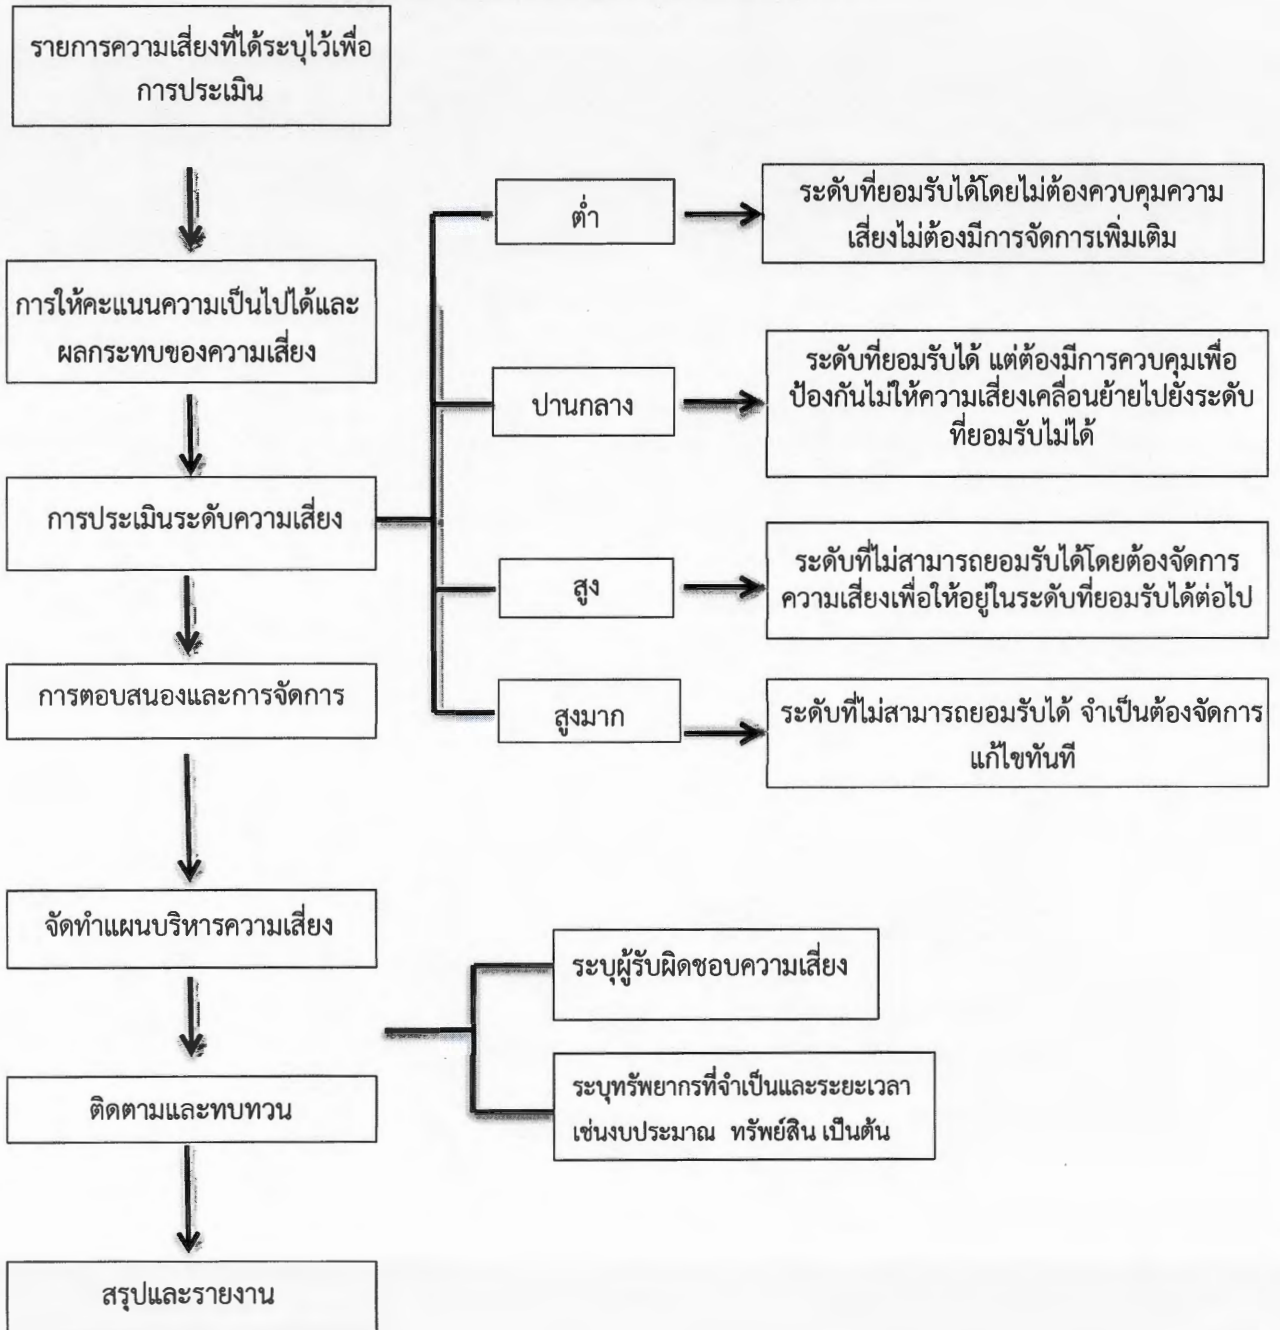 รายการความเสี่ยงที่ได้ระบุไว้เพื่อ
การประเมิน
การให้คะแนนความเป็นไปได้และ
ผลกระทบของความเสี่ยง
การประเมินระดับความเสี่ยง
ต่ำ
ระดับที่ยอมรับได้โดยไม่ต้องควบคุมความ
เสี่ยงไม่ต้องมีการจัดการเพิ่มเติม
ปานกลาง
ระดับที่ยอมรับได้ แต่ต้องมีการควบคุมเพื่อ
ป้องกันไม่ให้ความเสี่ยงเคลื่อนย้ายไปยังระดับ
ที่ยอมรับไม่ได้
สูง
ระดับที่ไม่สามารถยอมรับได้โดยต้องจัดการ
ความเสี่ยงเพื่อให้อยู่ในระดับที่ยอมรับได้ต่อไป
สูงมาก
ระดับที่ไม่สามารถยอมรับได้ จำเป็นต้องจัดการ
แก้ไขทันที
การตอบสนองและการจัดการ
จัดทำแผนบริหารความเสี่ยง
ระบุผู้รับผิดชอบความเสี่ยง
ระบุทรัพยากรที่จำเป็นและระยะเวลา
เช่นงบประมาณ ทรัพย์สิน เป็นต้น
ติดตามและทบทวน
สรุปและรายงาน